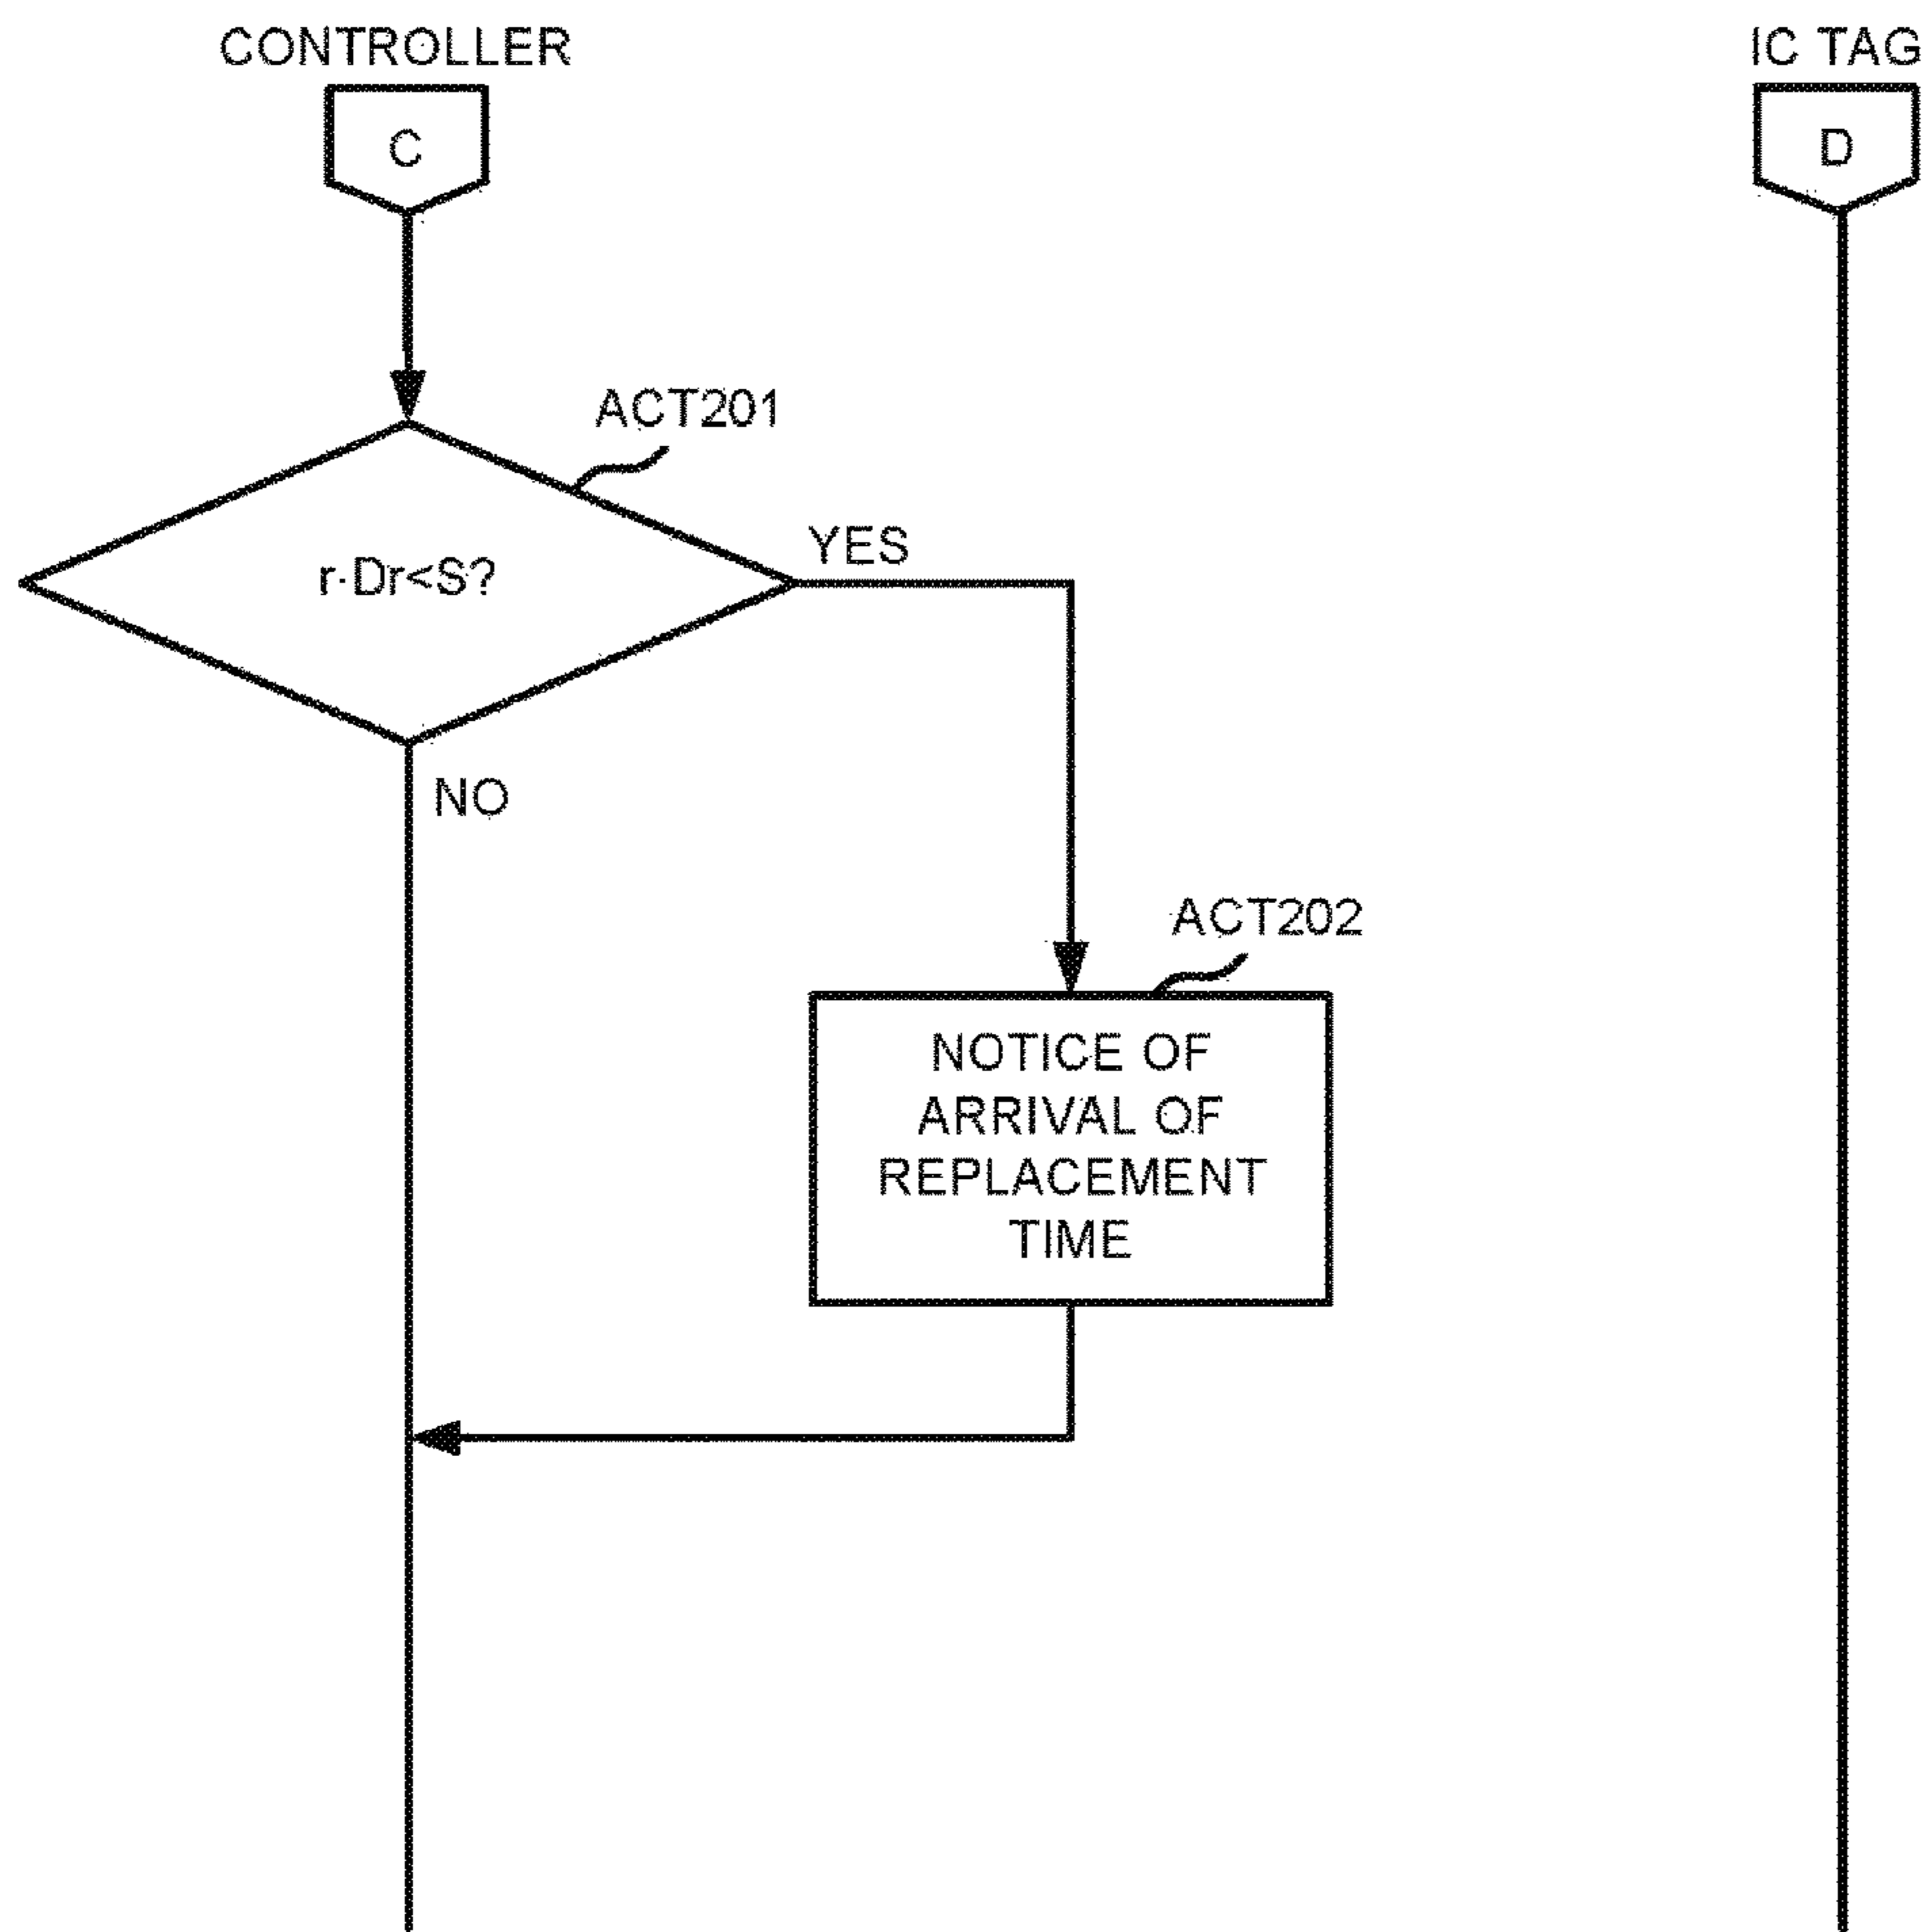 CONTROLLER
IC TAG
C
D
ACT201
YES
r-Dr<S?
NO
ACT202
NOTICE OF
ARRIVAL OF
REPLACEMENT
TIME